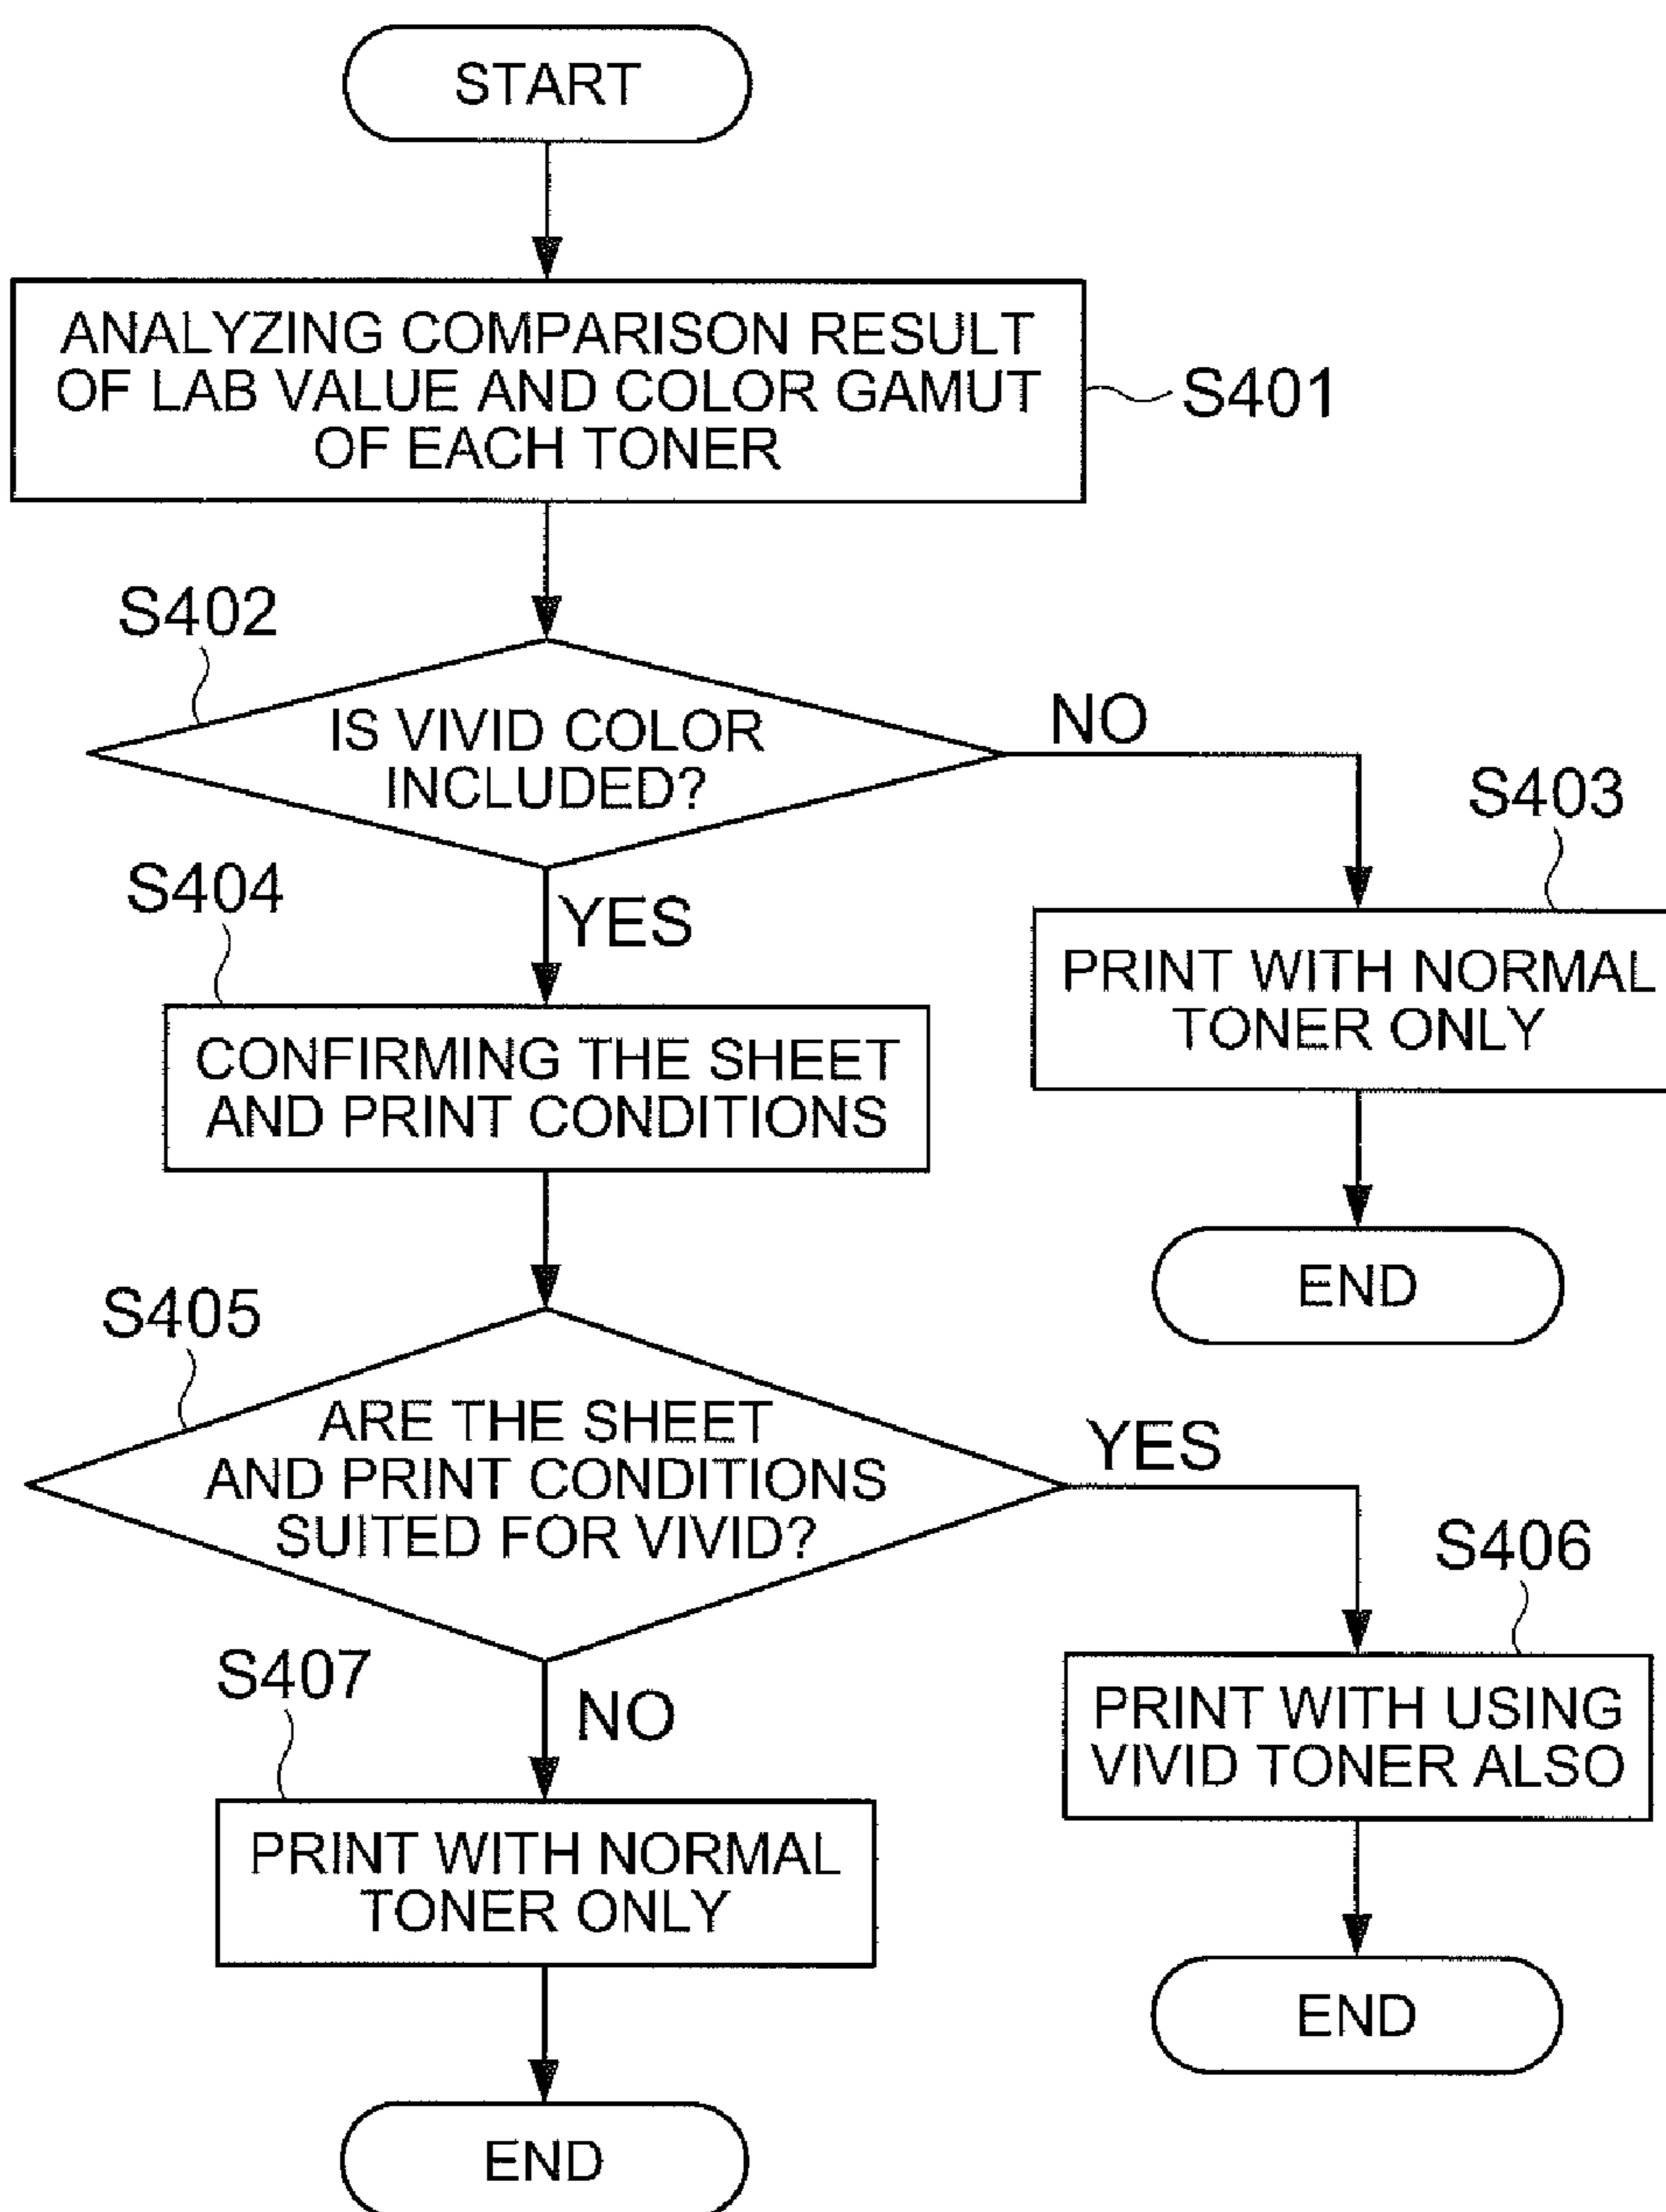 START
ANALYZING COMPARISON RESULT
OF LAB VALUE AND COLOR GAMUT
OF EACH TONER
S401
S402
IS VIVID COLOR
INCLUDED?
NO
S403
PRINT WITH NORMAL
TONER ONLY
END
YES
S404
CONFIRMING THE SHEET
AND PRINT CONDITIONS
S405
ARE THE SHEET
AND PRINT CONDITIONS
SUITED FOR VIVID?
YES
S406
PRINT WITH USING
VIVID TONER ALSO
END
NO
S407
PRINT WITH NORMAL
TONER ONLY
END